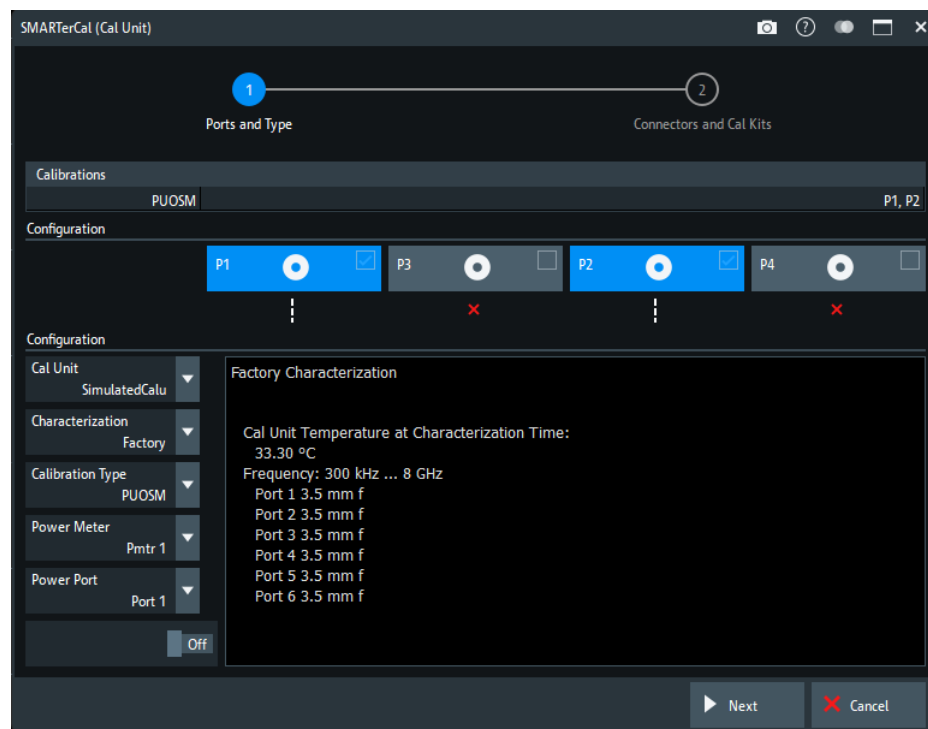 SMARTerCal (Cal Unit)
1
2
Ports and Type
Connectors and Cal Kits
Calibrations
PUOSM P1, P2
Configuration
P1 P3 P2 P4
Configuration
Cal Unit
SimulatedCalu
Characterization
Factory
Calibration Type
PUOSM
Power Meter
Pmtr 1
Power Port
Port 1
Off
Factory Characterization
Cal Unit Temperature at Characterization Time:
33.30 ºC
Frequency: 300 kHz ... 8 GHz
Port 1 3.5 mm f
Port 2 3.5 mm f
Port 3 3.5 mm f
Port 4 3.5 mm f
Port 5 3.5 mm f
Port 6 3.5 mm f
Next
Cancel